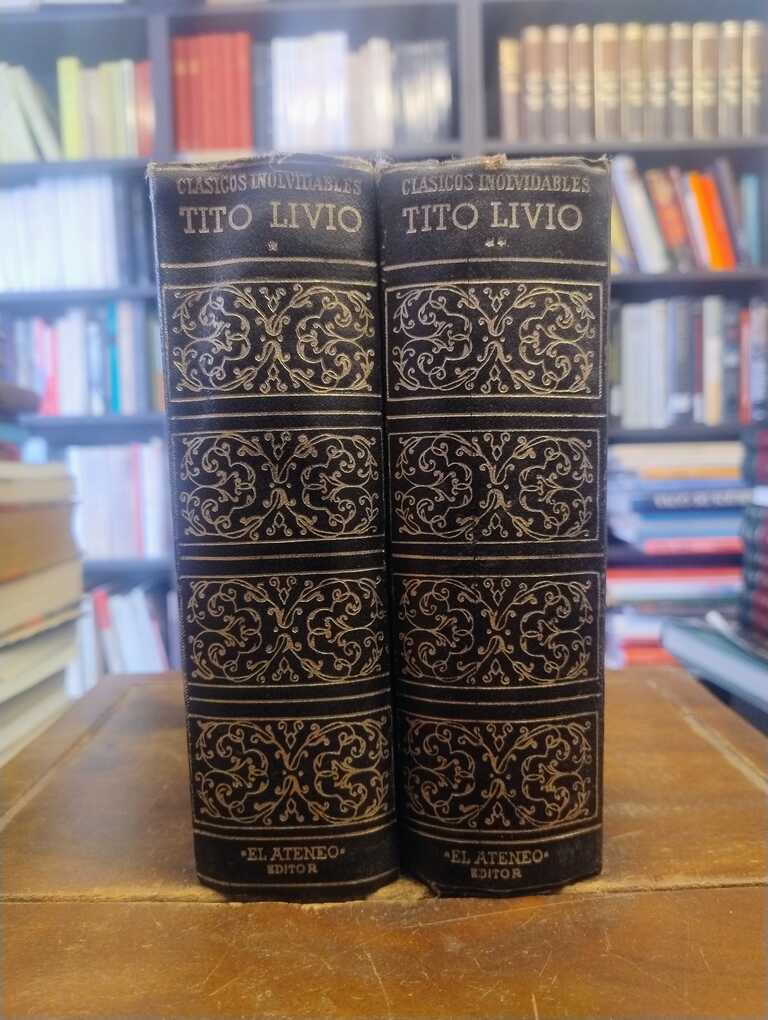 CLASICOS INOLVIDABLES
TITO LIVIO
*
"EL ATENEO"
EDITOR
CLASICOS INOLVIDABLES
TITO LIVIO
**
"EL ATENEO"
EDITOR